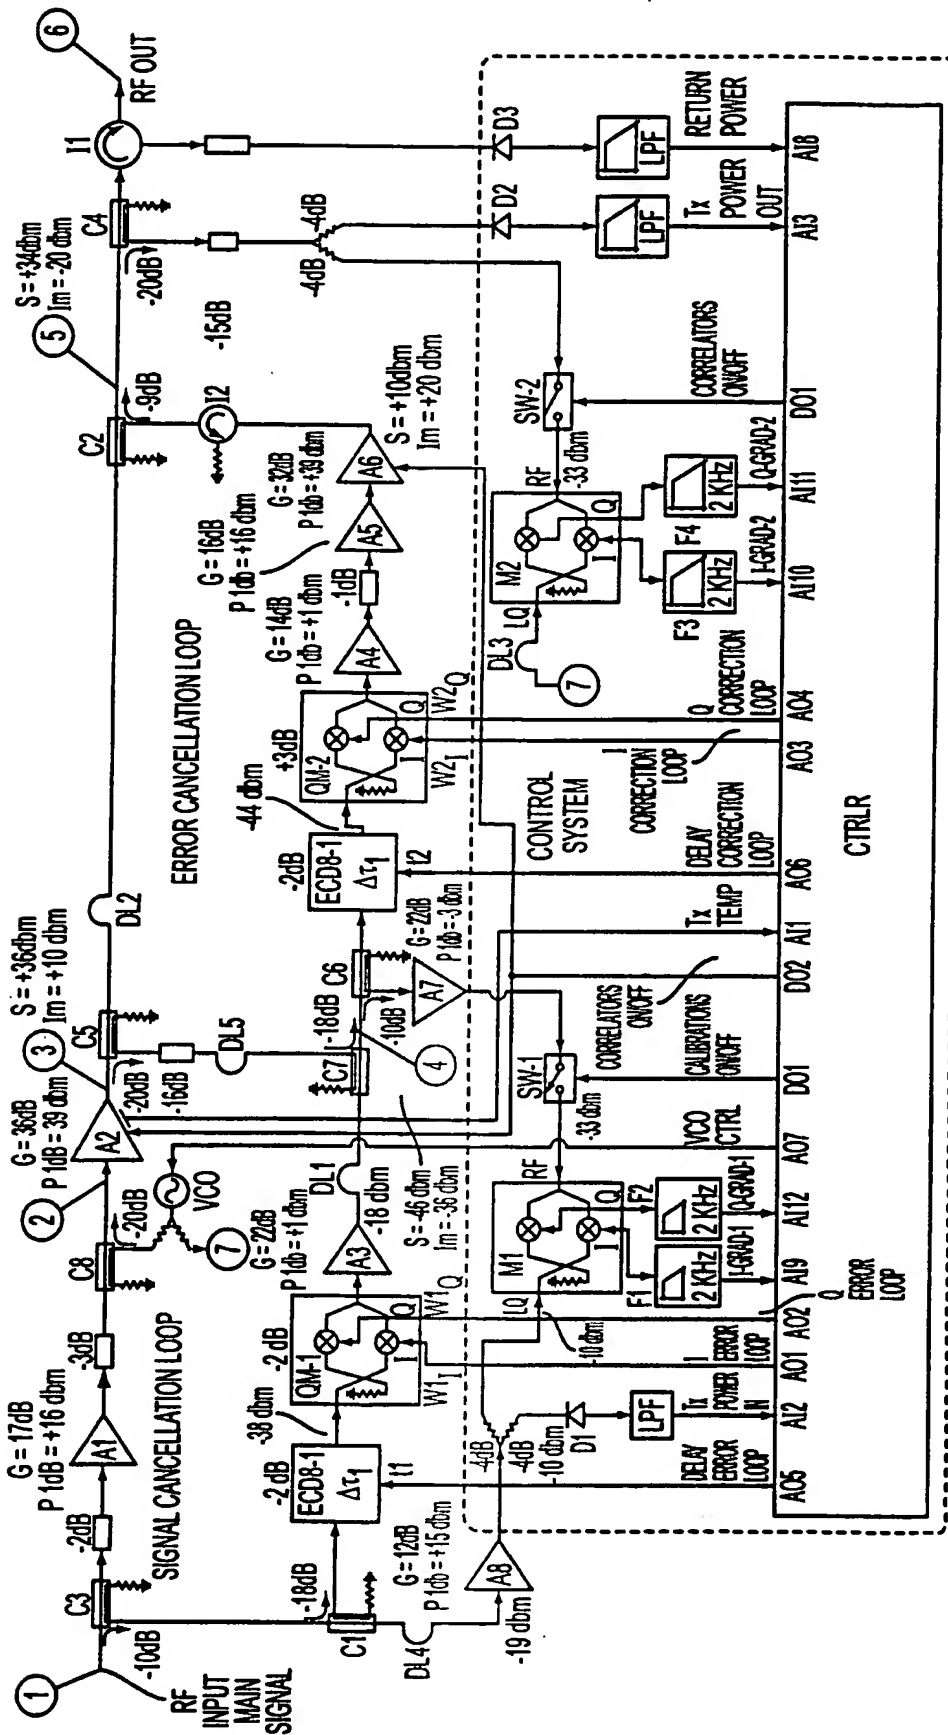 1
RF
INPUT
MAIN
SIGNAL
C3
-10dB
-2dB
G = 17dB
P 1dB = +16 dbm
A1
-3dB
SIGNAL CANCELLATION LOOP
C8
-20dB
2
VCO
7
G = 36dB
P1dB = 39 dbm
A2
3
S = +36dbm
Im = +10 dbm
C5
-20dB
-16dB
DL5
DL2
ERROR CANCELLATION LOOP
C2
-9dB
5
S = +34dbm
Im = -20 dbm
-15dB
I2
C4
-20dB
-4dB
-4dB
I1
RF OUT
6
-18dB
C1
DL4
-2dB
ECD8-1
Δτ1
t1
-38 dbm
QM-1
-2 dB
Q
I
W1Q
W1I
G = 22dB
P1db = +1 dbm
A3
-18 dbm
DL1
S = -46 dbm
Im = -36 dbm
C7
-18dB
4
C6
-10dB
A7
G = 22dB
P1db = -3 dbm
-2dB
ECD8-1
Δτ1
t2
-44 dbm
QM-2
+3dB
Q
I
W2Q
W2I
G = 14dB
P1db = +1 dbm
A4
-1dB
G = 16dB
P1db = +16 dbm
A5
G = 32dB
P1db = +39 dbm
A6
S = +10dbm
Im = +20 dbm
G = 12dB
P1db = +15 dbm
A8
-19 dbm
-4dB
-4dB
-10 dbm
D1
LPF
-10 dbm
LQ
M1
RF
Q
I
-33 dbm
SW-1
F1
2 KHz
F2
2 KHz
CONTROL
SYSTEM
DL3
7
LQ
M2
RF
Q
I
-33 dbm
SW-2
F3
2 KHz
F4
2 KHz
D2
LPF
D3
LPF
DELAY
ERROR
LOOP
Tx
POWER
IN
I
ERROR
LOOP
Q
ERROR
LOOP
I-GRAD-1
Q-GRAD-1
VCO
CTRL
CALIBRATIONS
ON/OFF
CORRELATORS
ON/OFF
Tx
TEMP
DELAY
CORRECTION
LOOP
I
CORRECTION
LOOP
Q
CORRECTION
LOOP
I-GRAD-2
Q-GRAD-2
CORRELATORS
ON/OFF
Tx
POWER
OUT
RETURN
POWER
AO5
AI2
AO1
AO2
AI9
AI12
AO7
DO1
DO2
AI1
AO6
AO3
AO4
AI10
AI11
DO1
AI3
AI8
CTRLR